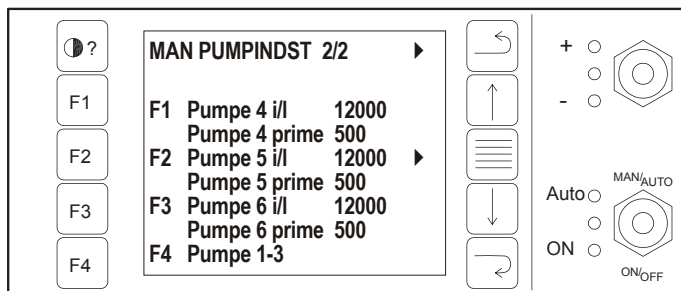 ?
F1
F2
F3
F4
MAN PUMPINDST 2/2
F1 Pumpe 4 i/l 12000
Pumpe 4 prime 500
F2 Pumpe 5 i/l 12000
Pumpe 5 prime 500
F3 Pumpe 6 i/l 12000
Pumpe 6 prime 500
F4 Pumpe 1-3
+
-
MAN/AUTO
Auto
ON
ON/OFF